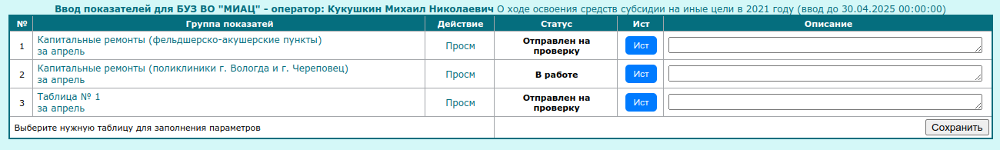 Ввод показателей для БУЗ ВО "МИАЦ" – оператор: Кукушкин Михаил Николаевич О ходе освоения средств субсидии на иные цели в 2021 году (ввод до 30.04.2025 00:00:00)
№ Группа показателей Действие Статус Ист Описание
1 Капитальные ремонты (фельдшерско-акушерские пункты)
за апрель Просм Отправлен на
проверку Ист
2 Капитальные ремонты (поликлиники г. Вологда и г. Череповец)
за апрель Просм В работе Ист
3 Таблица № 1
за апрель Просм Отправлен на
проверку Ист
Выберите нужную таблицу для заполнения параметров Сохранить